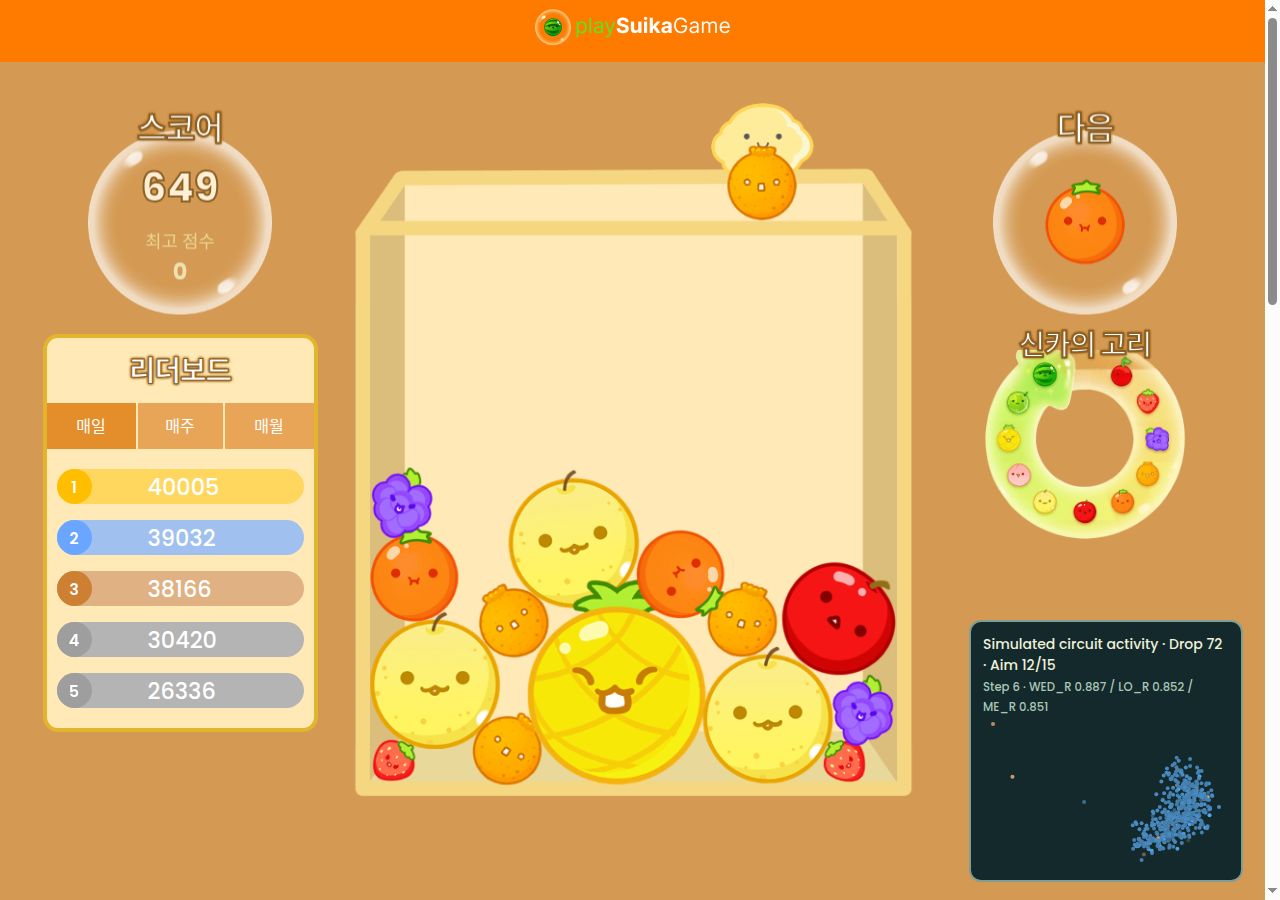 playSuikaGame
스코어
649
최고 점수
0
다음
신카의 고리
리더보드
매일
매주
매월
1
40005
2
39032
3
38166
4
30420
5
26336
Simulated circuit activity · Drop 72
· Aim 12/15
Step 6 · WED_R 0.887 / LO_R 0.852 /
ME_R 0.851